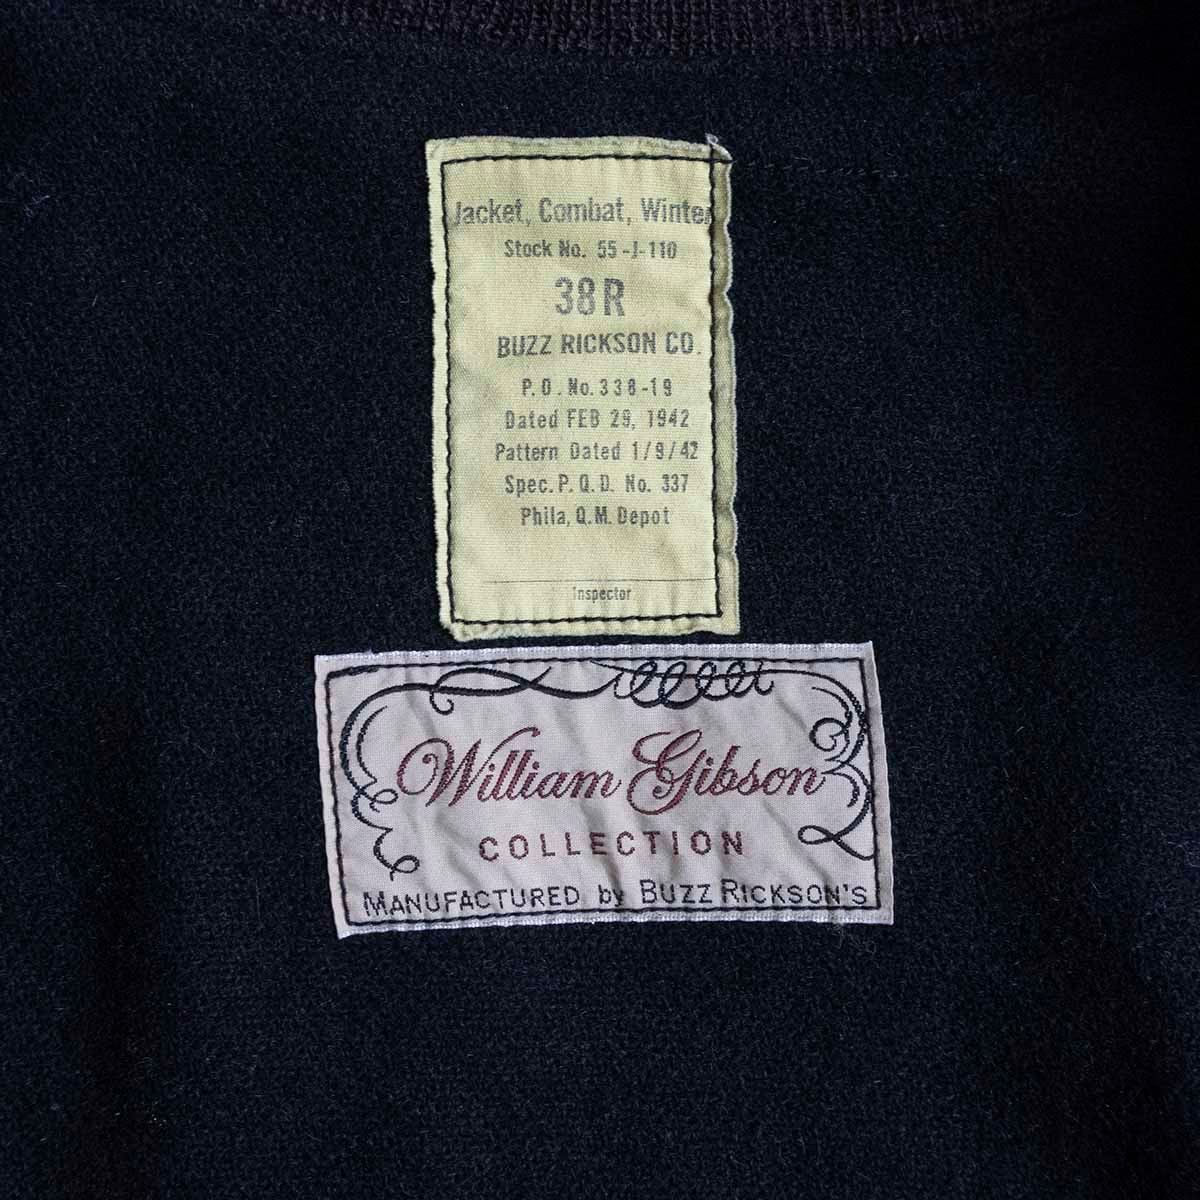 Jacket, Combat, Winter
Stock No. 55-J-110
38R
BUZZ RICKSON CO.
P.O. No. 338-19
Dated FEB 29, 1942
Pattern Dated 1/9/42
Spec. P.Q.D. No. 337
Phila, Q.M. Depot
Inspector
William Gibson
COLLECTION
MANUFACTURED by BUZZ RICKSON'S